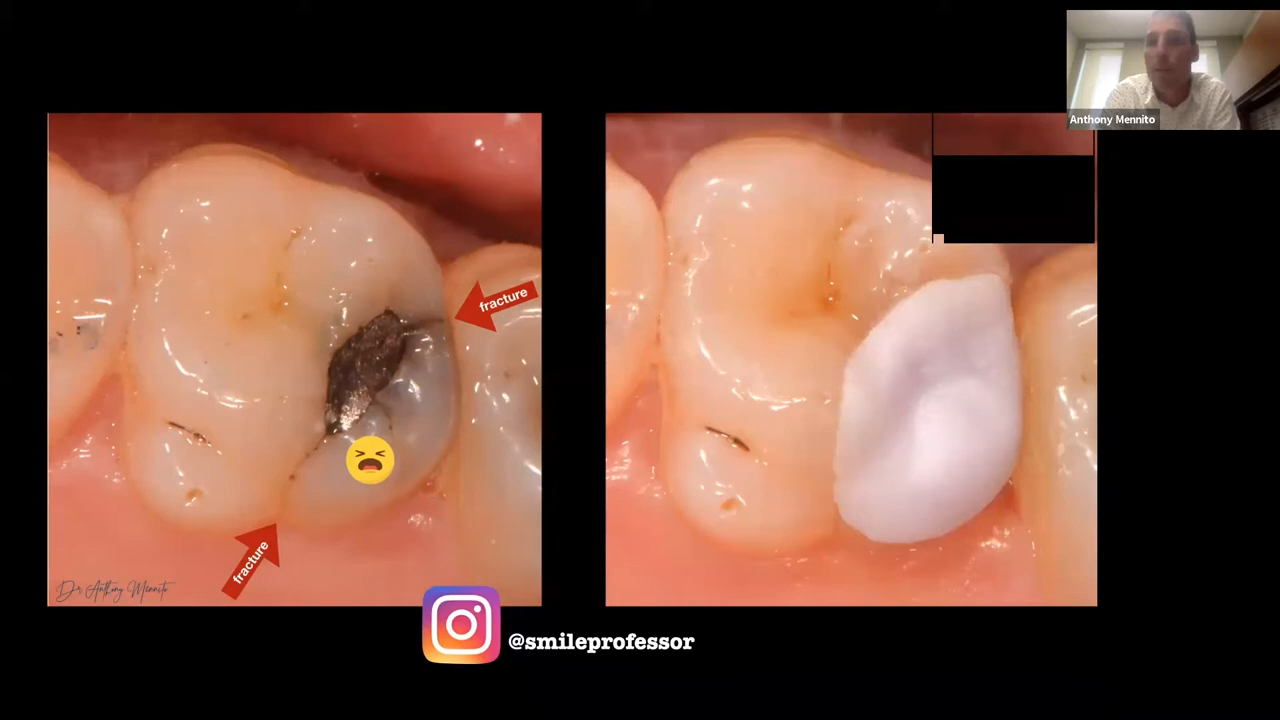 Anthony Mennito
fracture
fracture
Dr Anthony Mennito
@smileprofessor